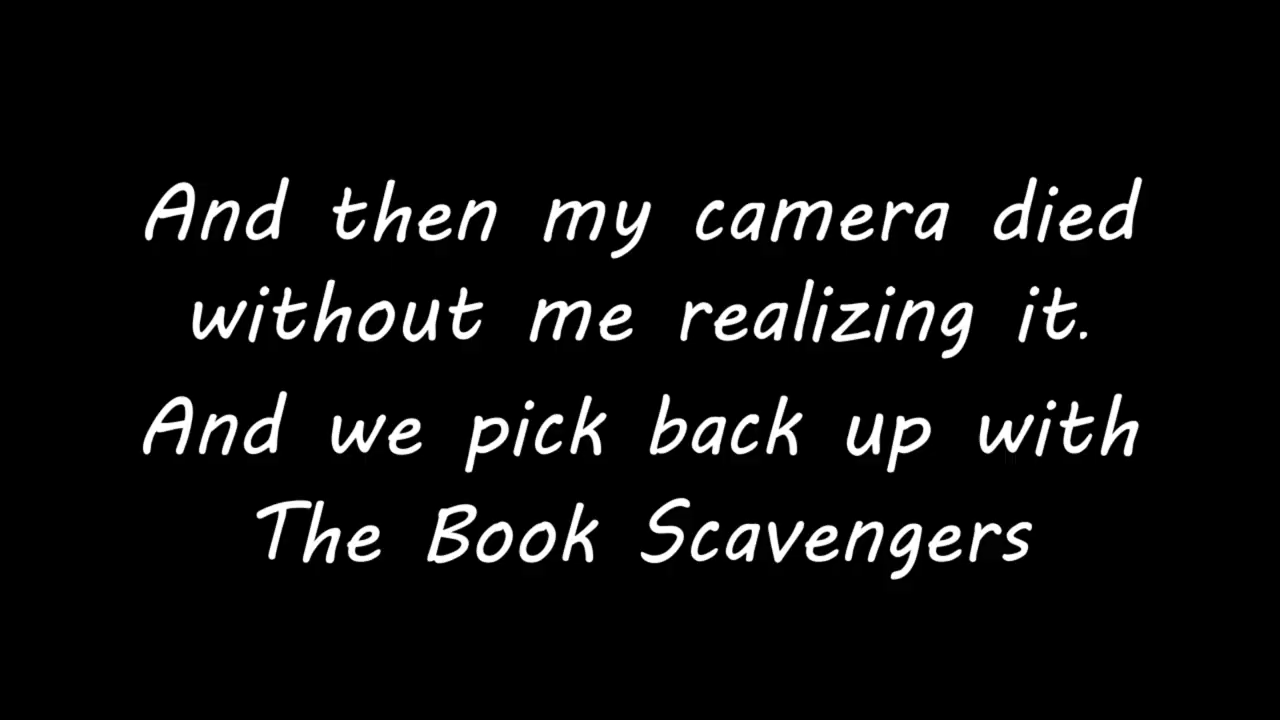 And then my camera died
without me realizing it.
And we pick back up with
The Book Scavengers